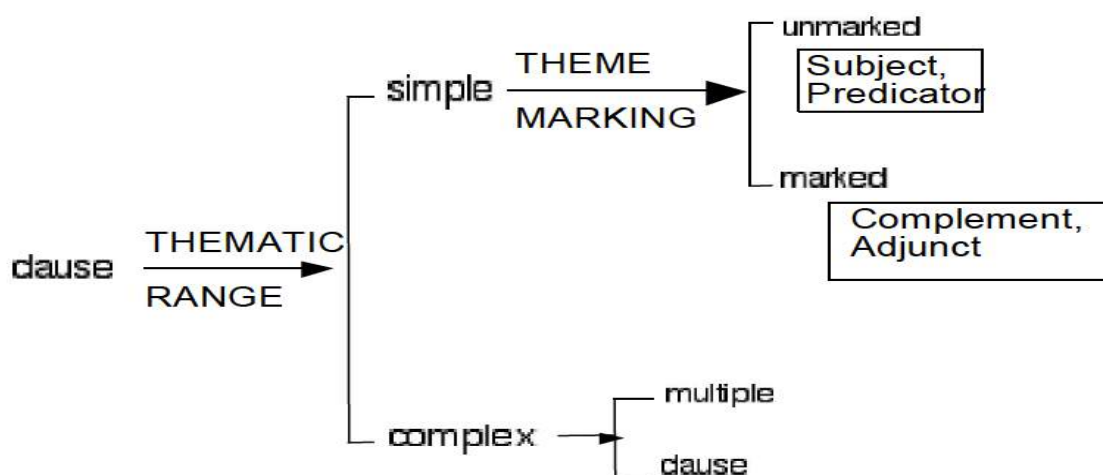 unmarked
Subject,
Predicator
simple
THEME
MARKING
marked
Complement,
Adjunct
clause
THEMATIC
RANGE
multiple
complex
clause